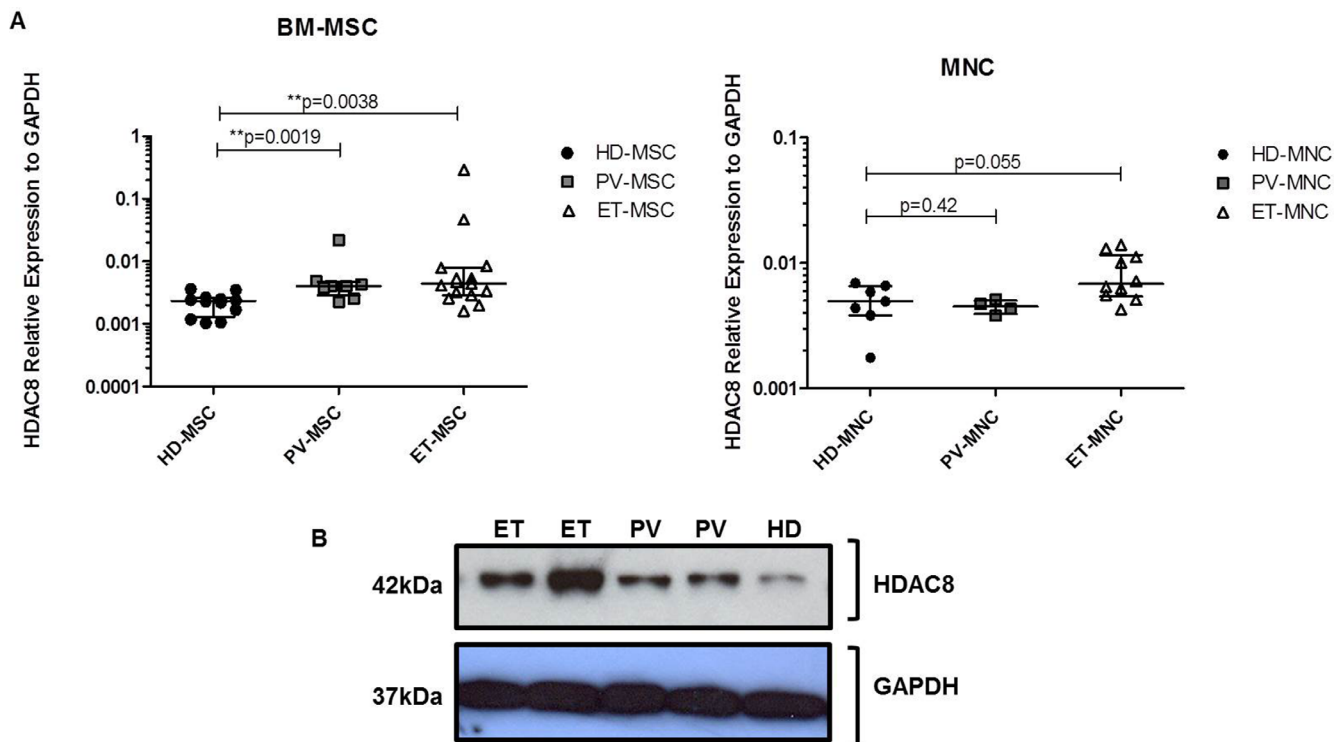 A
BM-MSC
HDAC8 Relative Expression to GAPDH
**p=0.0038
**p=0.0019
1
0.1
0.01
0.001
0.0001
HD-MSC
PV-MSC
ET-MSC
HD-MSC
PV-MSC
ET-MSC
MNC
HDAC8 Relative Expression to GAPDH
p=0.055
p=0.42
0.1
0.01
0.001
HD-MNC
PV-MNC
ET-MNC
HD-MNC
PV-MNC
ET-MNC
B
ET ET PV PV HD
42kDa
HDAC8
37kDa
GAPDH